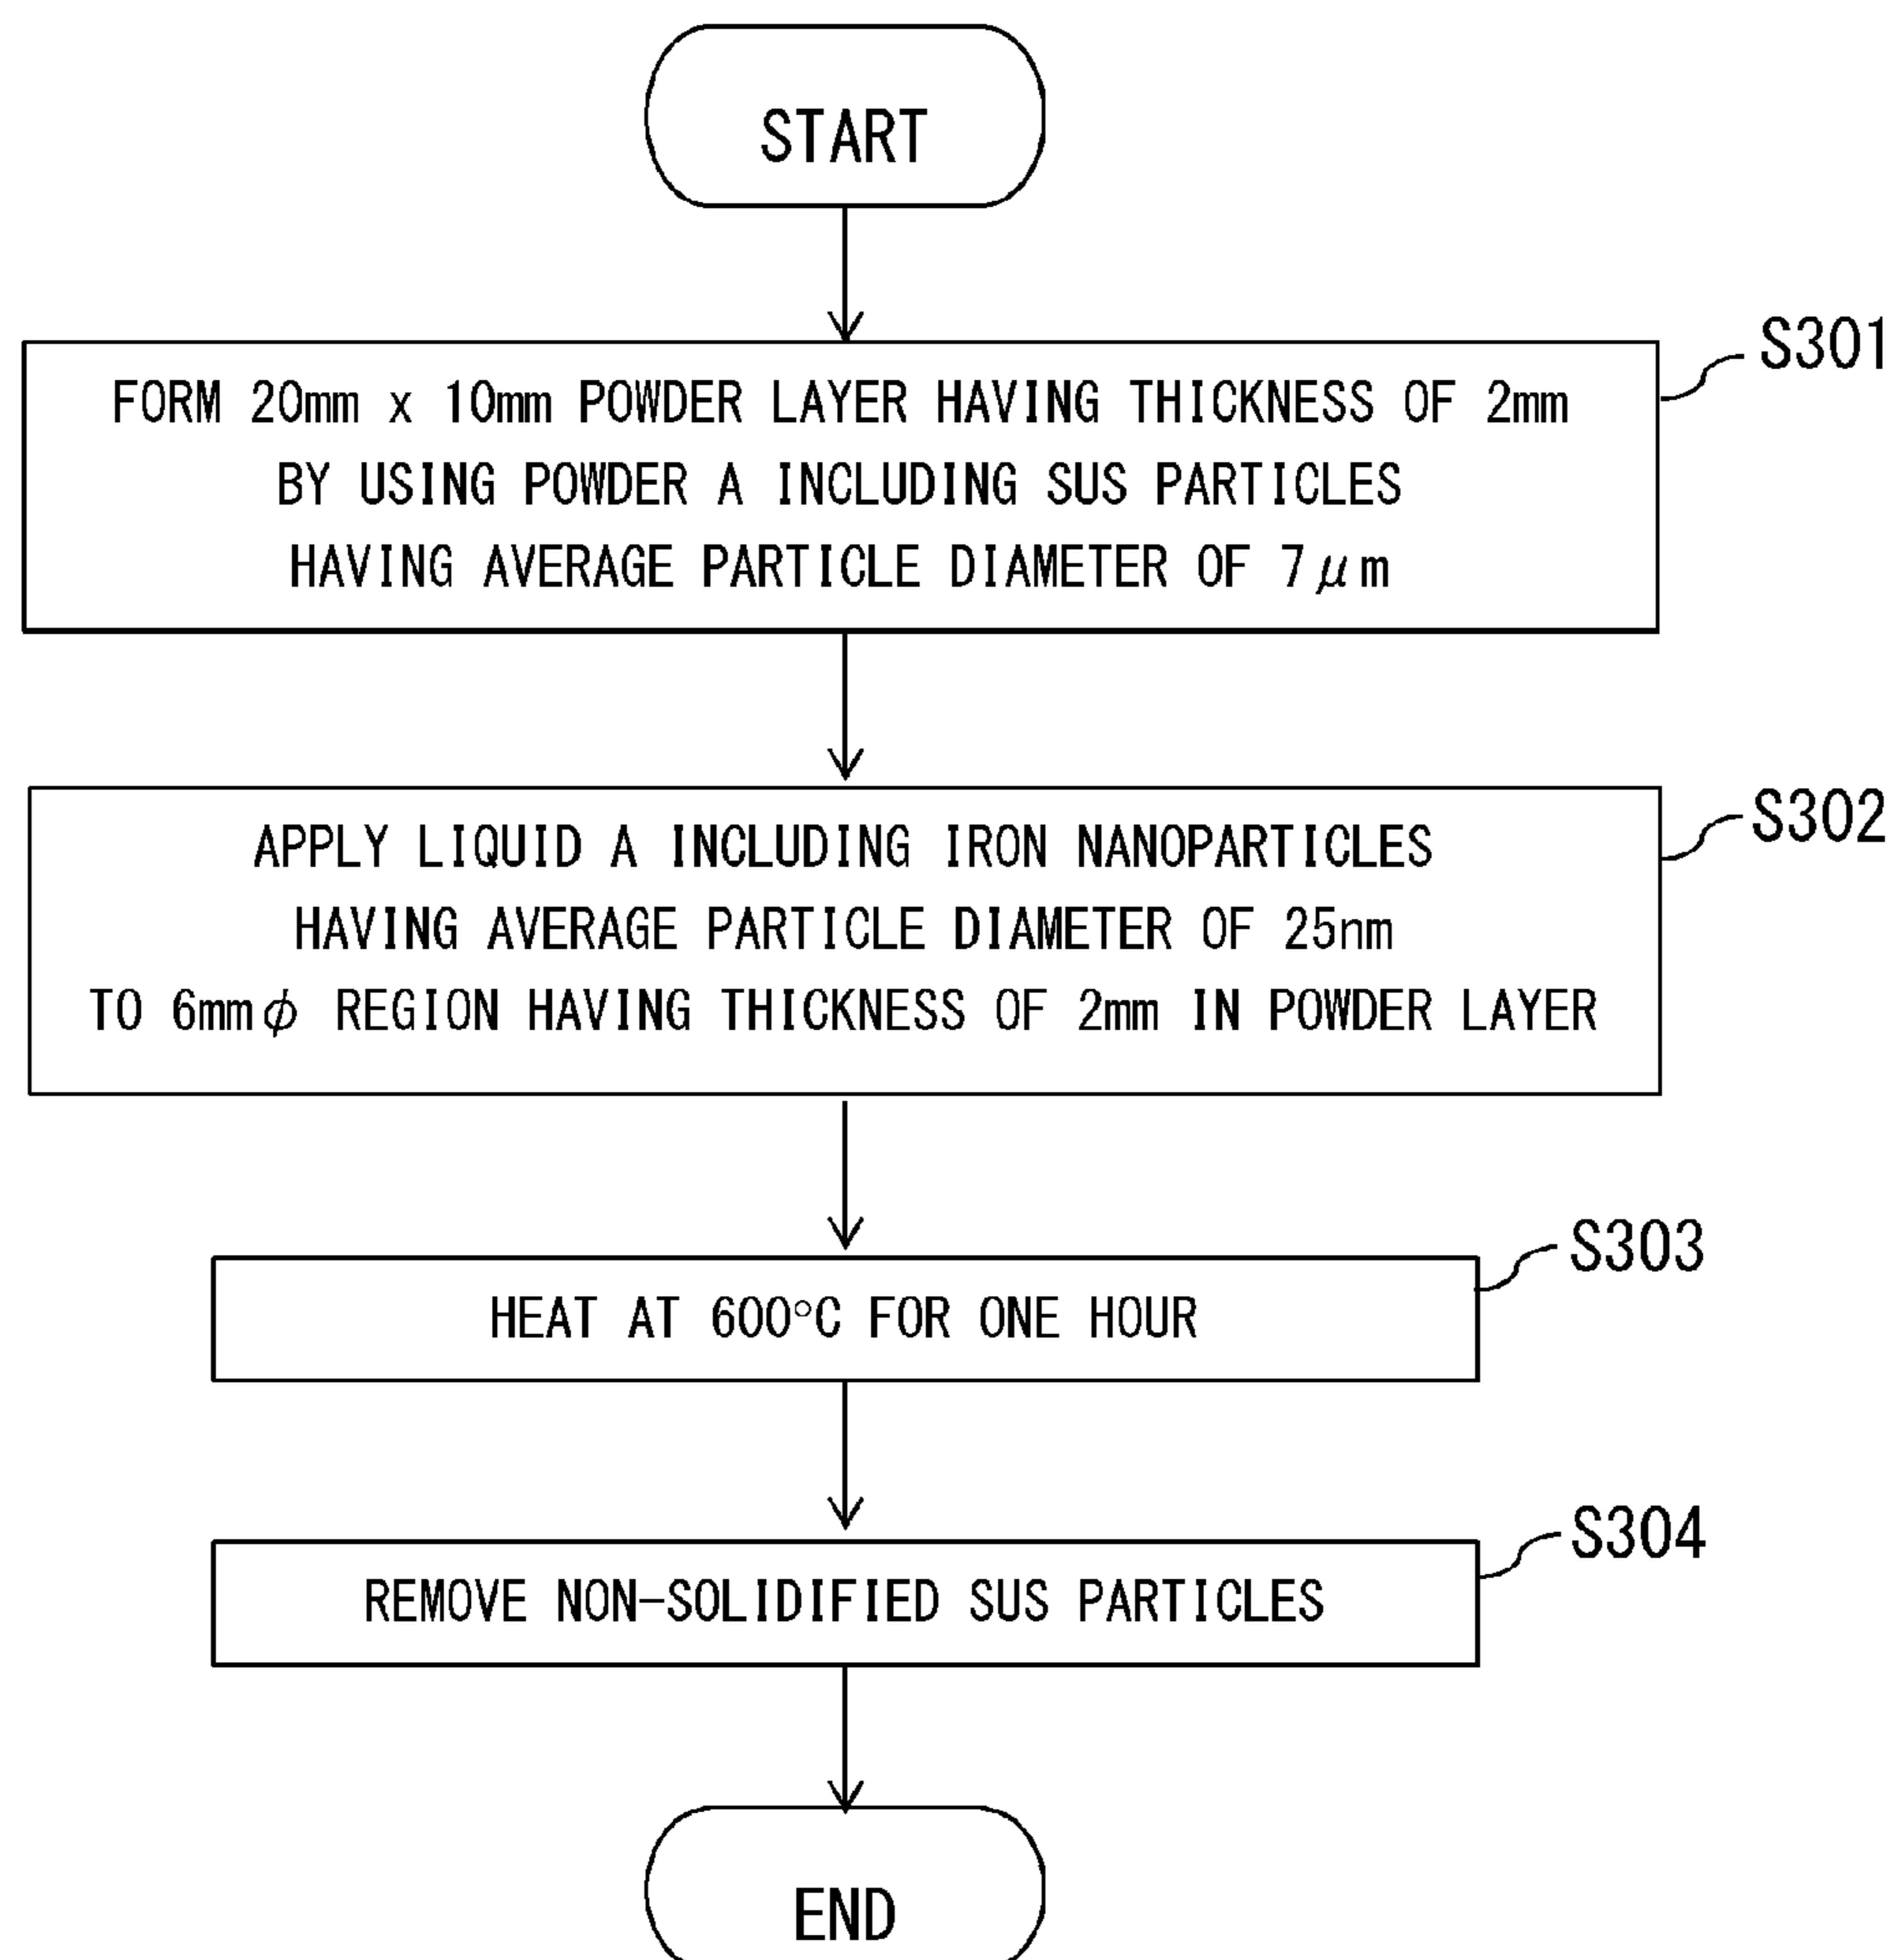 START
S301
FORM 20mm x 10mm POWDER LAYER HAVING THICKNESS OF 2mm
BY USING POWDER A INCLUDING SUS PARTICLES
HAVING AVERAGE PARTICLE DIAMETER OF 7μm
S302
APPLY LIQUID A INCLUDING IRON NANOPARTICLES
HAVING AVERAGE PARTICLE DIAMETER OF 25nm
TO 6mmφ REGION HAVING THICKNESS OF 2mm IN POWDER LAYER
S303
HEAT AT 600°C FOR ONE HOUR
S304
REMOVE NON-SOLIDIFIED SUS PARTICLES
END